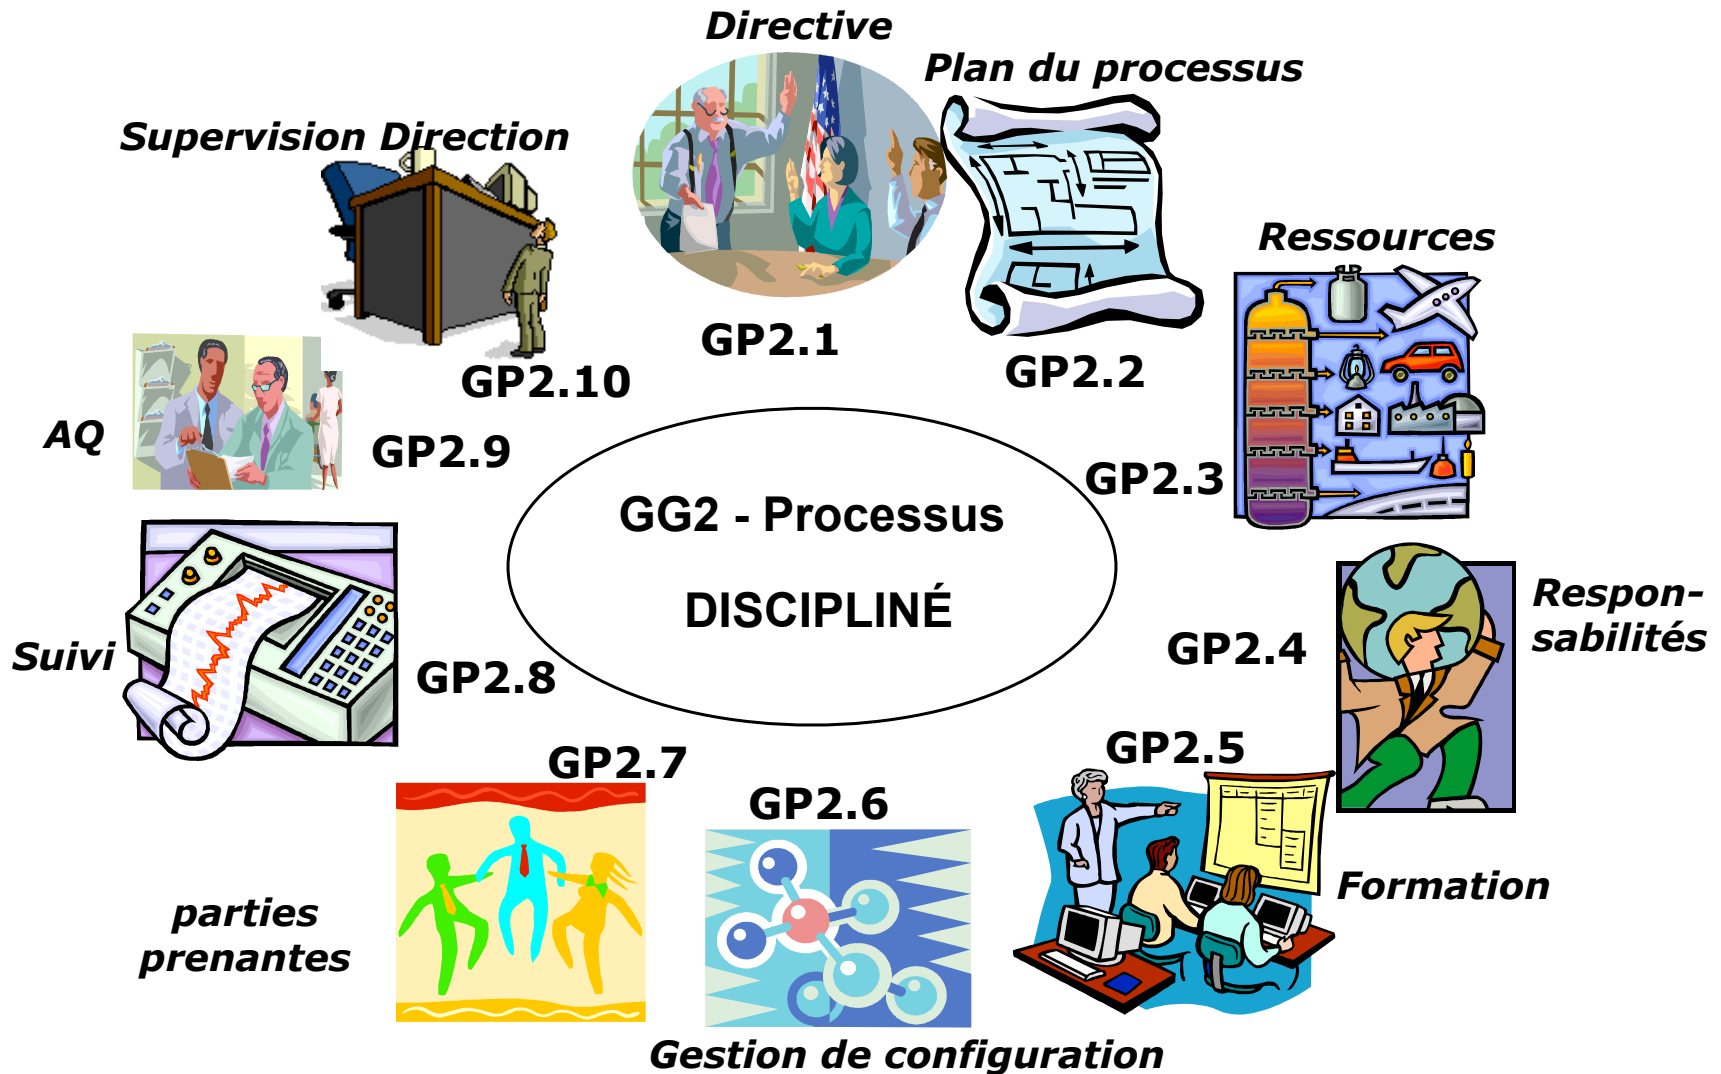 Directive
Plan du processus
Supervision Direction
Ressources
GP2.1
GP2.2
GP2.10
AQ
GP2.9
GP2.3
GG2 - Processus
DISCIPLINÉ
Respon-
sabilités
GP2.4
Suivi
GP2.8
GP2.5
GP2.7
GP2.6
Formation
parties
prenantes
Gestion de configuration